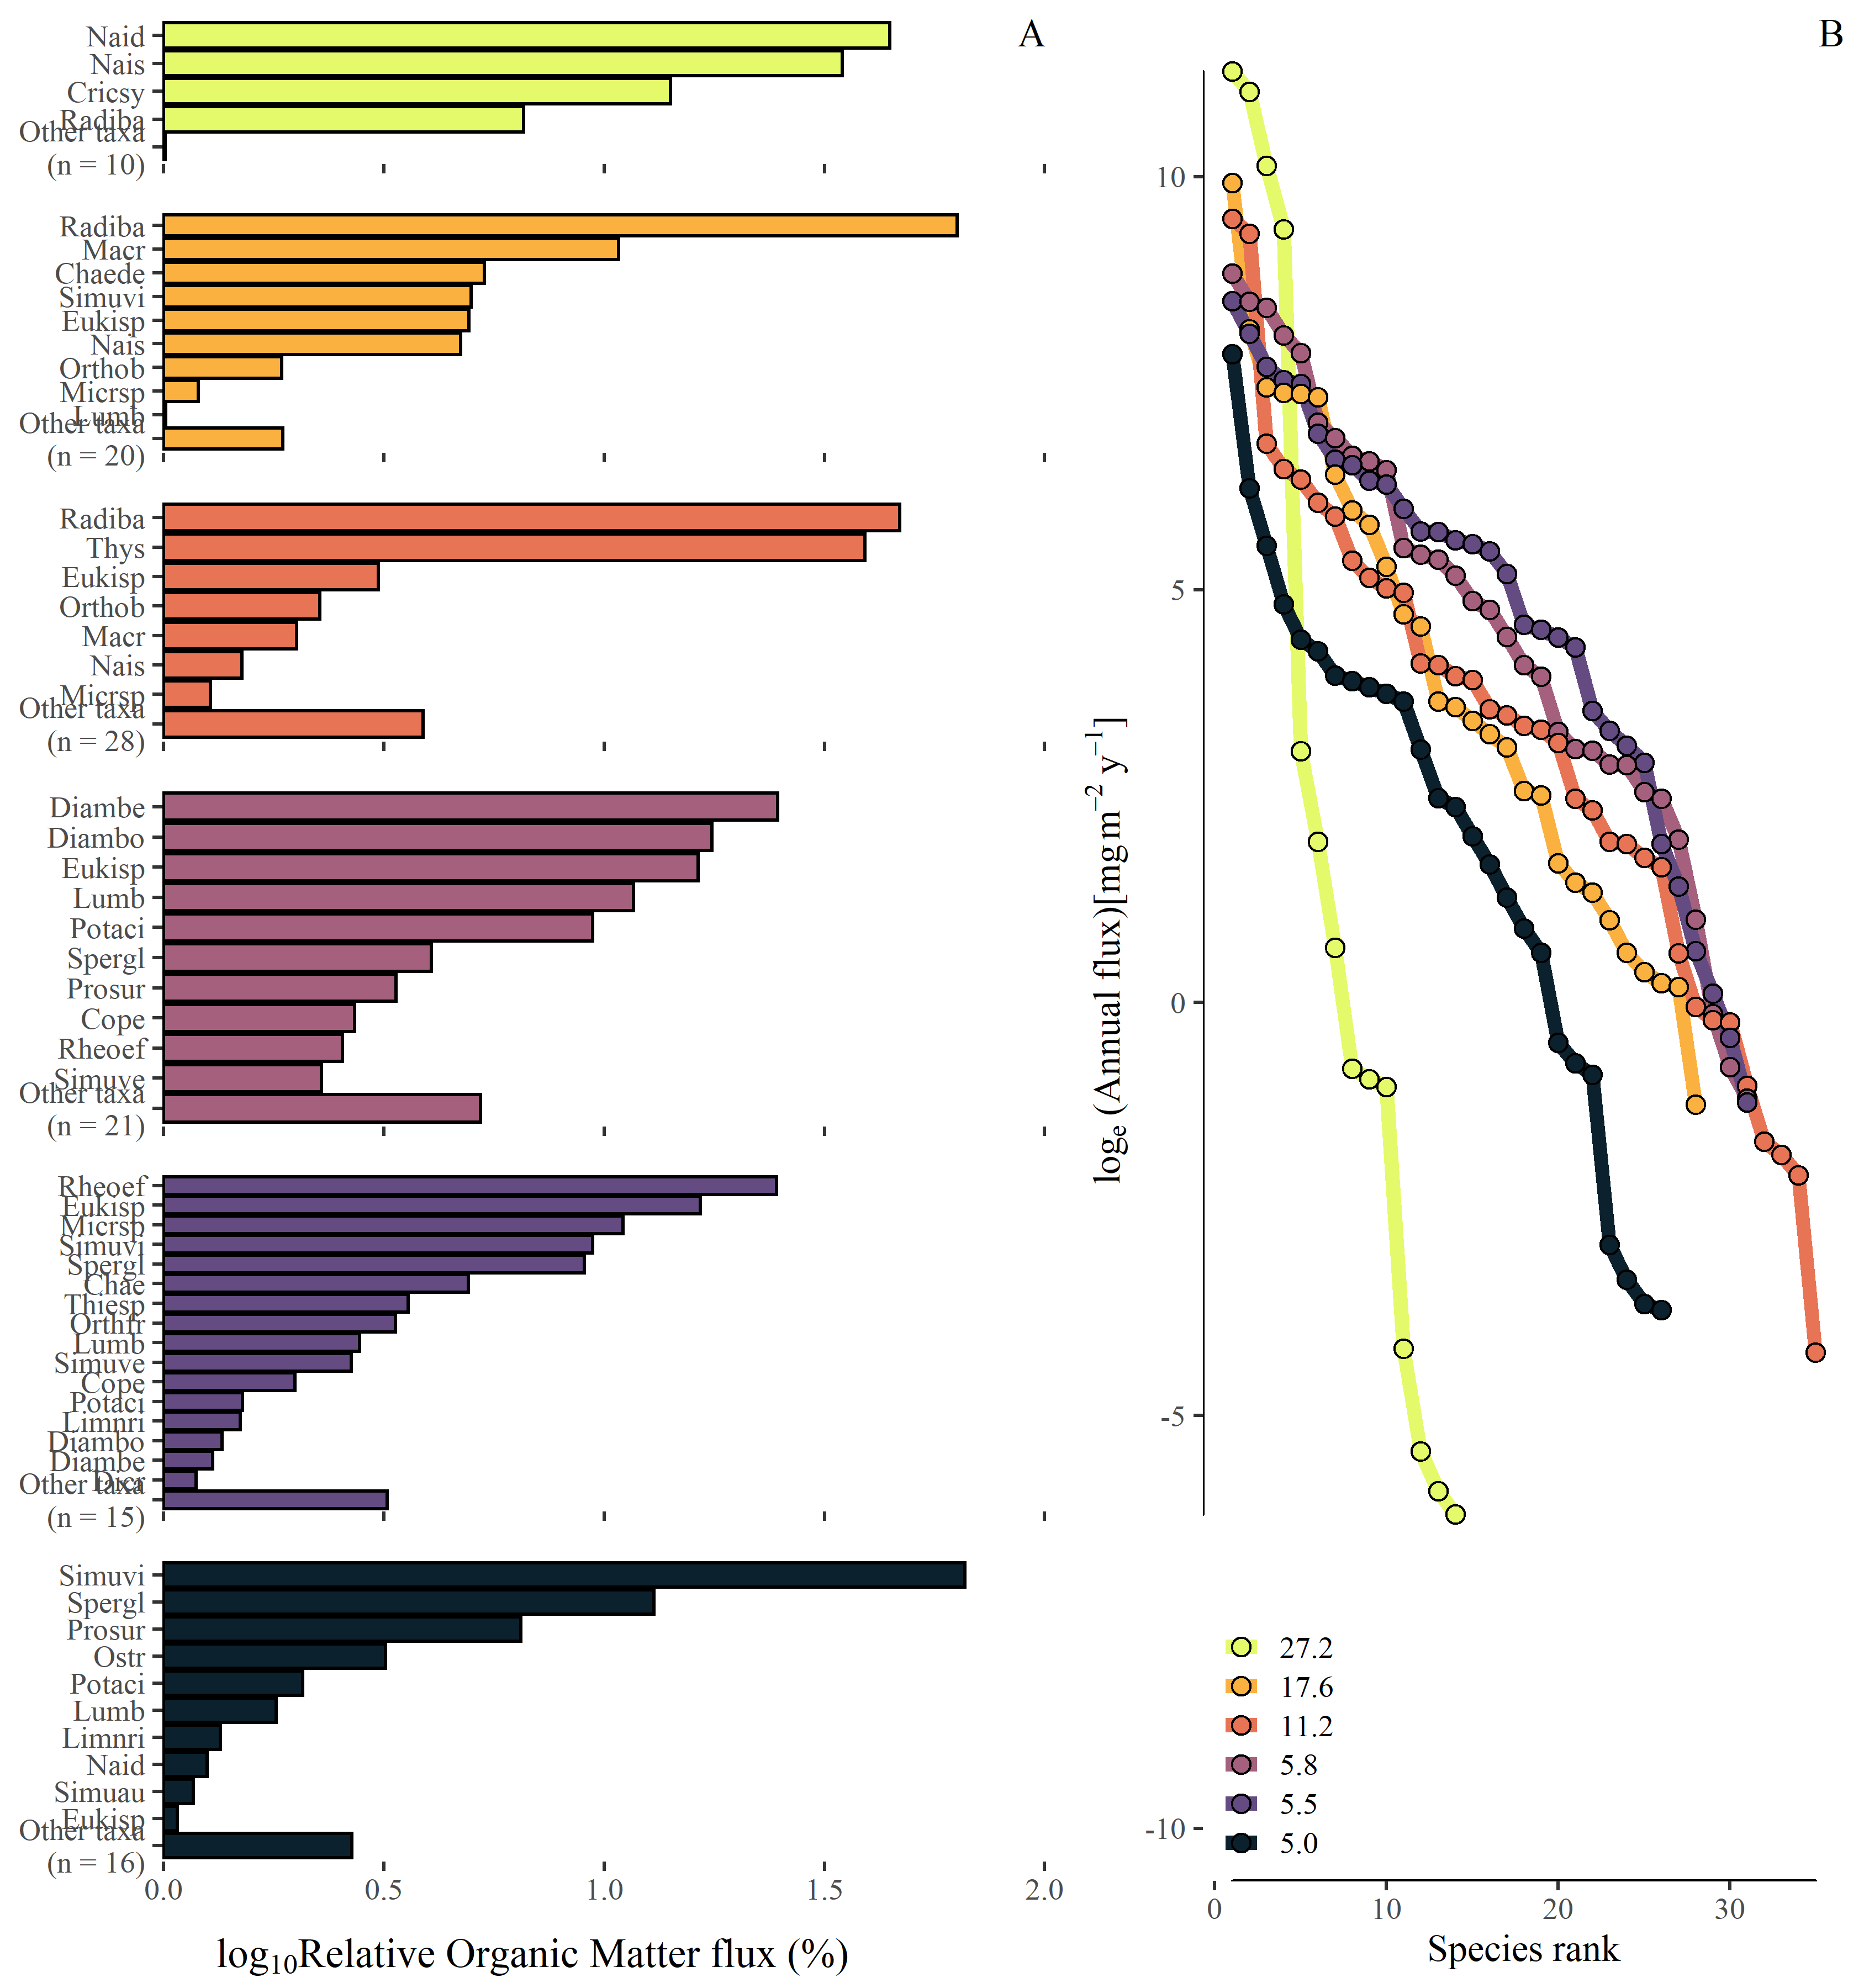 A
Naid
Nais
Cricsy
Radiba
Other taxa
(n = 10)
Radiba
Macr
Chaede
Simuvi
Eukisp
Nais
Orthob
Micrsp
Lumb
Other taxa
(n = 20)
Radiba
Thys
Eukisp
Orthob
Macr
Nais
Micrsp
Other taxa
(n = 28)
Diambe
Diambo
Eukisp
Lumb
Potaci
Spergl
Prosur
Cope
Rheoef
Simuve
Other taxa
(n = 21)
Rheoef
Eukisp
Micrsp
Simuvi
Spergl
Chae
Thiesp
Orthfr
Lumb
Simuve
Cope
Potaci
Limnri
Diambo
Diambe
Dicr
Other taxa
(n = 15)
Simuvi
Spergl
Prosur
Ostr
Potaci
Lumb
Limnri
Naid
Simuau
Eukisp
Other taxa
(n = 16)
0.0 0.5 1.0 1.5 2.0
log10Relative Organic Matter flux (%)
B
loge (Annual flux)[mg m−2 y−1]
10
5
0
-5
-10
27.2
17.6
11.2
5.8
5.5
5.0
0 10 20 30
Species rank